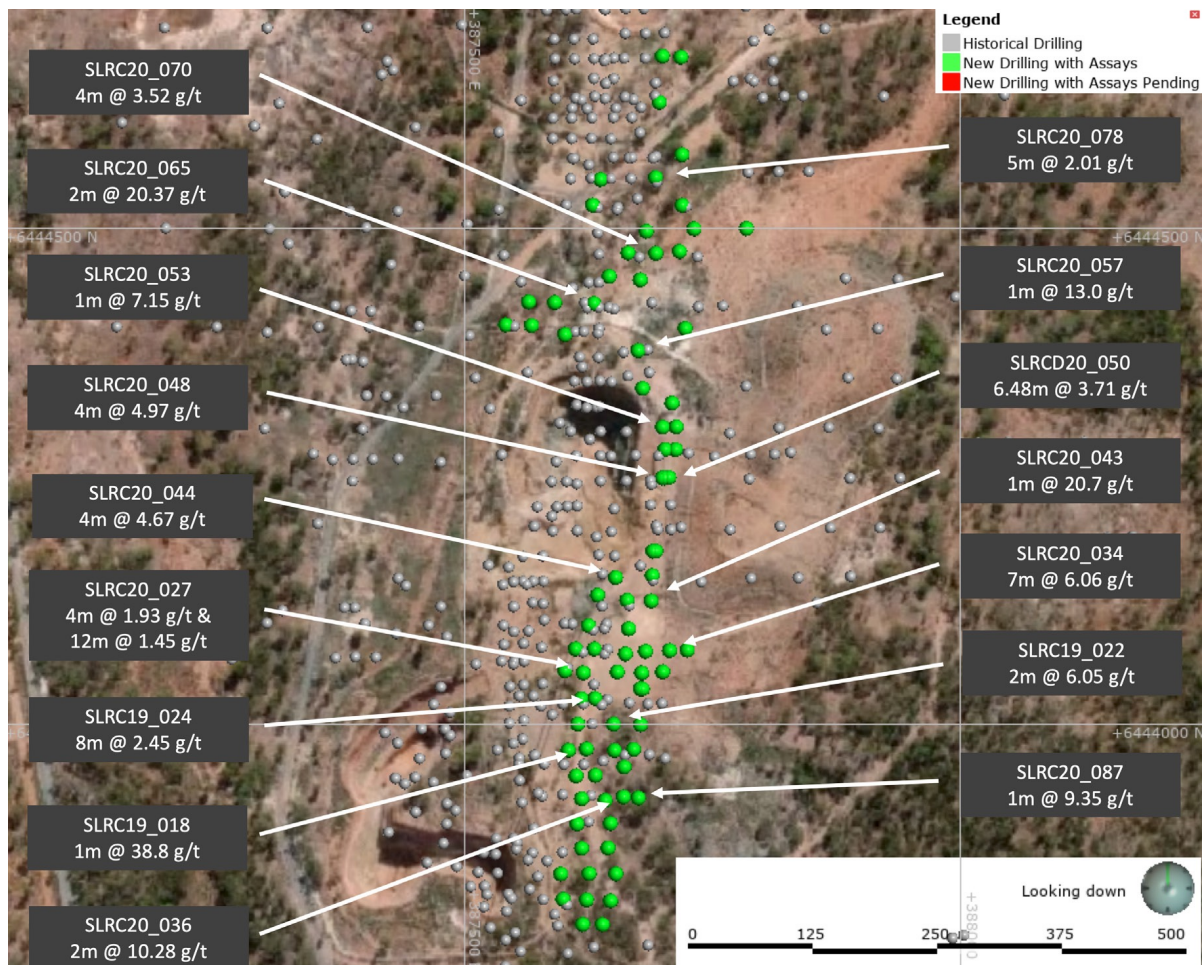 Legend
Historical Drilling
New Drilling with Assays
New Drilling with Assays Pending
+387500 E
SLRC20_070
4m @ 3.52 g/t
SLRC20_065
2m @ 20.37 g/t
SLRC20_053
1m @ 7.15 g/t
SLRC20_048
4m @ 4.97 g/t
SLRC20_044
4m @ 4.67 g/t
SLRC20_027
4m @ 1.93 g/t &
12m @ 1.45 g/t
SLRC19_024
8m @ 2.45 g/t
SLRC19_018
1m @ 38.8 g/t
SLRC20_036
2m @ 10.28 g/t
SLRC20_078
5m @ 2.01 g/t
SLRC20_057
1m @ 13.0 g/t
SLRCD20_050
6.48m @ 3.71 g/t
SLRC20_043
1m @ 20.7 g/t
SLRC20_034
7m @ 6.06 g/t
SLRC19_022
2m @ 6.05 g/t
SLRC20_087
1m @ 9.35 g/t
+6444500 N
+6444500 N
+6444000 N
Looking down
0 125 250 375 500